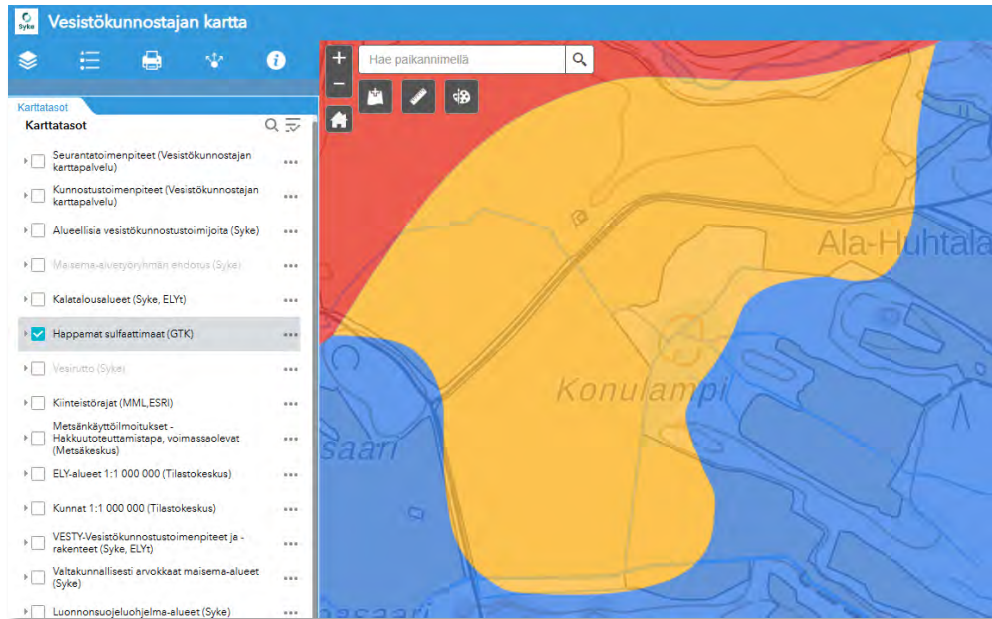 Syke
Vesistökunnostajan kartta
Hae paikannimellä
Karttatasot
Karttatasot
Seurantatoimenpiteet (Vesistökunnostajan
karttapalvelu)
Kunnostustoimenpiteet (Vesistökunnostajan
karttapalvelu)
Alueellisia vesistökunnostustoimijoita (Syke)
Maisema-aluetyöryhmän ehdotus (Syke)
Kalatalousalueet (Syke, ELYt)
Happamat sulfaattimaat (GTK)
Vesirutto (Syke)
Kiinteistörajat (MML,ESRI)
Metsänkäyttöilmoitukset -
Hakkuutoteuttamistapa, voimassaolevat
(Metsäkeskus)
ELY-alueet 1:1 000 000 (Tilastokeskus)
Kunnat 1:1 000 000 (Tilastokeskus)
VESTY-Vesistökunnostustoimenpiteet ja -
rakenteet (Syke, ELYt)
Valtakunnallisesti arvokkaat maisema-alueet
(Syke)
Luonnonsuojeluohjelma-alueet (Syke)
Ala-Huhtala
Konulampi
saari
nasaari